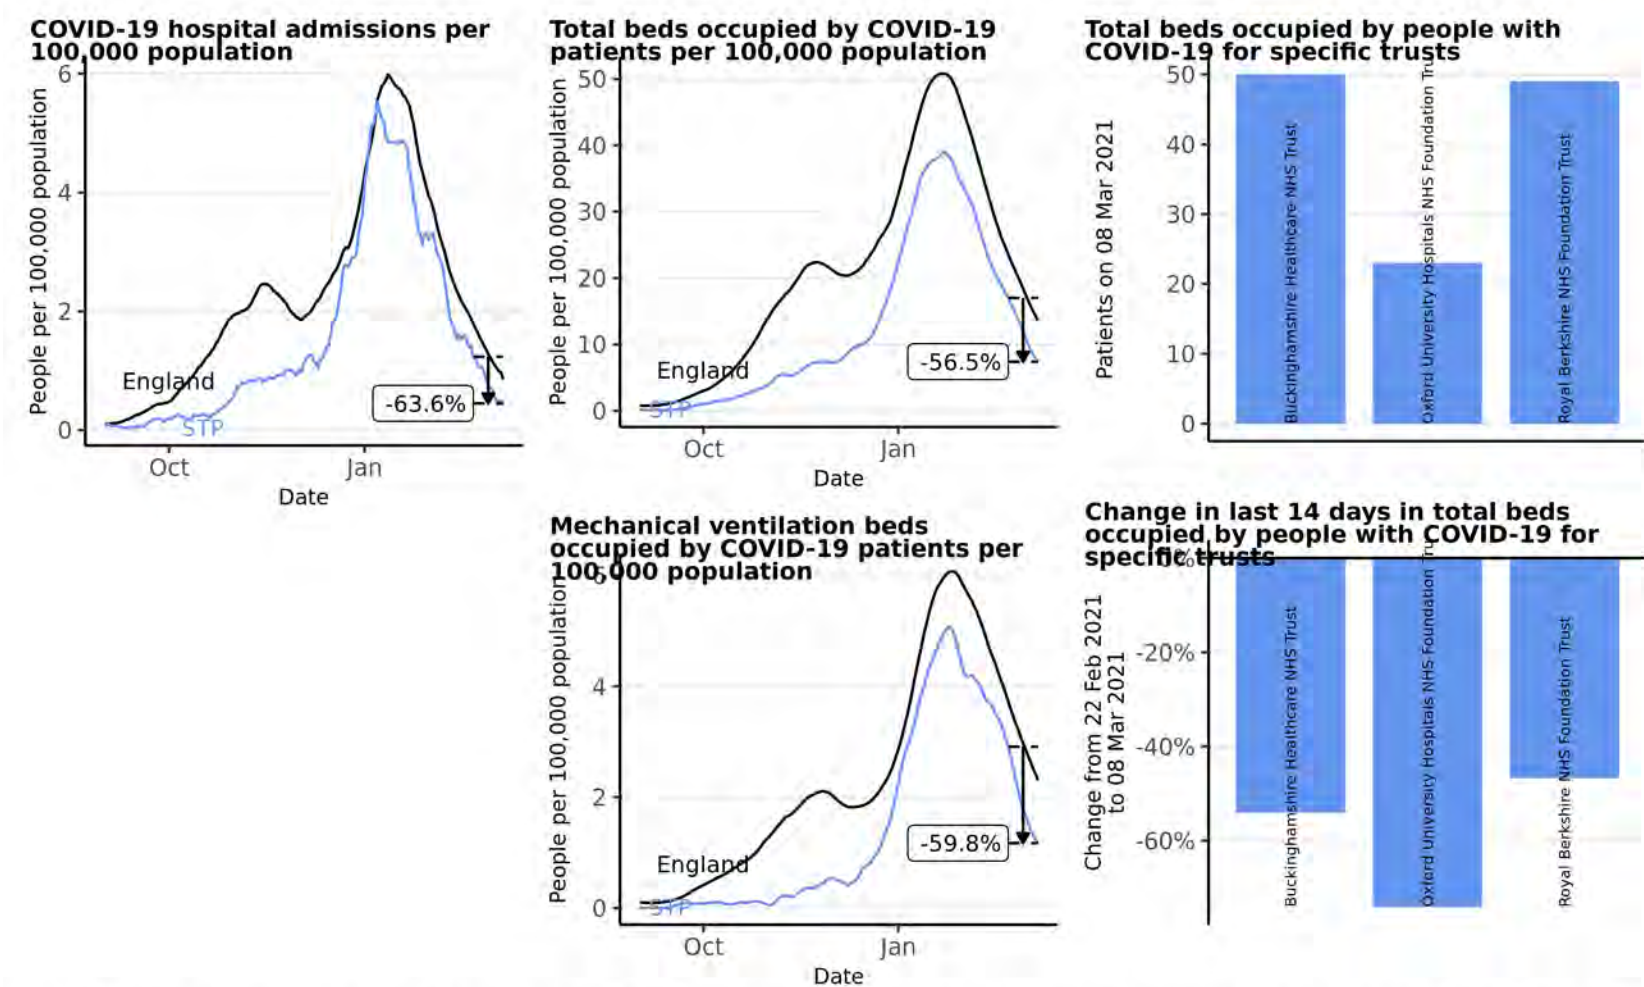 COVID-19 hospital admissions per
100,000 population
People per 100,000 population
6
4
2
0
England
STP
-63.6%
Oct
Jan
Date
Total beds occupied by COVID-19
patients per 100,000 population
People per 100,000 population
50
40
30
20
10
0
England
STP
-56.5%
Oct
Jan
Date
Total beds occupied by people with
COVID-19 for specific trusts
Patients on 08 Mar 2021
50
40
30
20
10
0
Buckinghamshire Healthcare NHS Trust
Oxford University Hospitals NHS Foundation Tru
Royal Berkshire NHS Foundation Trust
Mechanical ventilation beds
occupied by COVID-19 patients per
100,000 population
People per 100,000 population
6
4
2
0
England
STP
-59.8%
Oct
Jan
Date
Change in last 14 days in total beds
occupied by people with COVID-19 for
specific trusts
Change from 22 Feb 2021
to 08 Mar 2021
0%
-20%
-40%
-60%
Buckinghamshire Healthcare NHS Trust
Oxford University Hospitals NHS Foundation Tru
Royal Berkshire NHS Foundation Trust